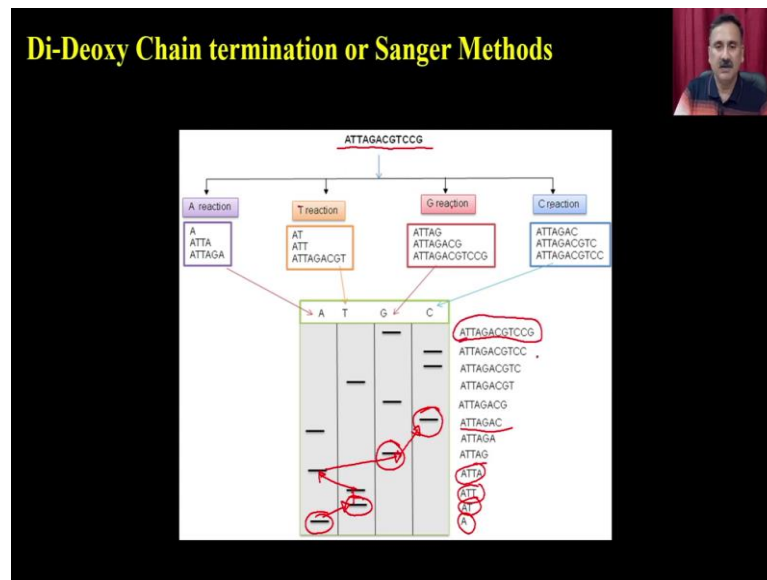 Di-Deoxy Chain termination or Sanger Methods
ATTAGACGTCCG
A reaction
T reaction
G reaction
C reaction
A
ATTA
ATTAGA
AT
ATT
ATTAGACGT
ATTAG
ATTAGACG
ATTAGACGTCCG
ATTAGAC
ATTAGACGTC
ATTAGACGTCC
A T G C
ATTAGACGTCCG
ATTAGACGTCC
ATTAGACGTC
ATTAGACGT
ATTAGACG
ATTAGAC
ATTAGA
ATTAG
ATTA
ATT
AT
A